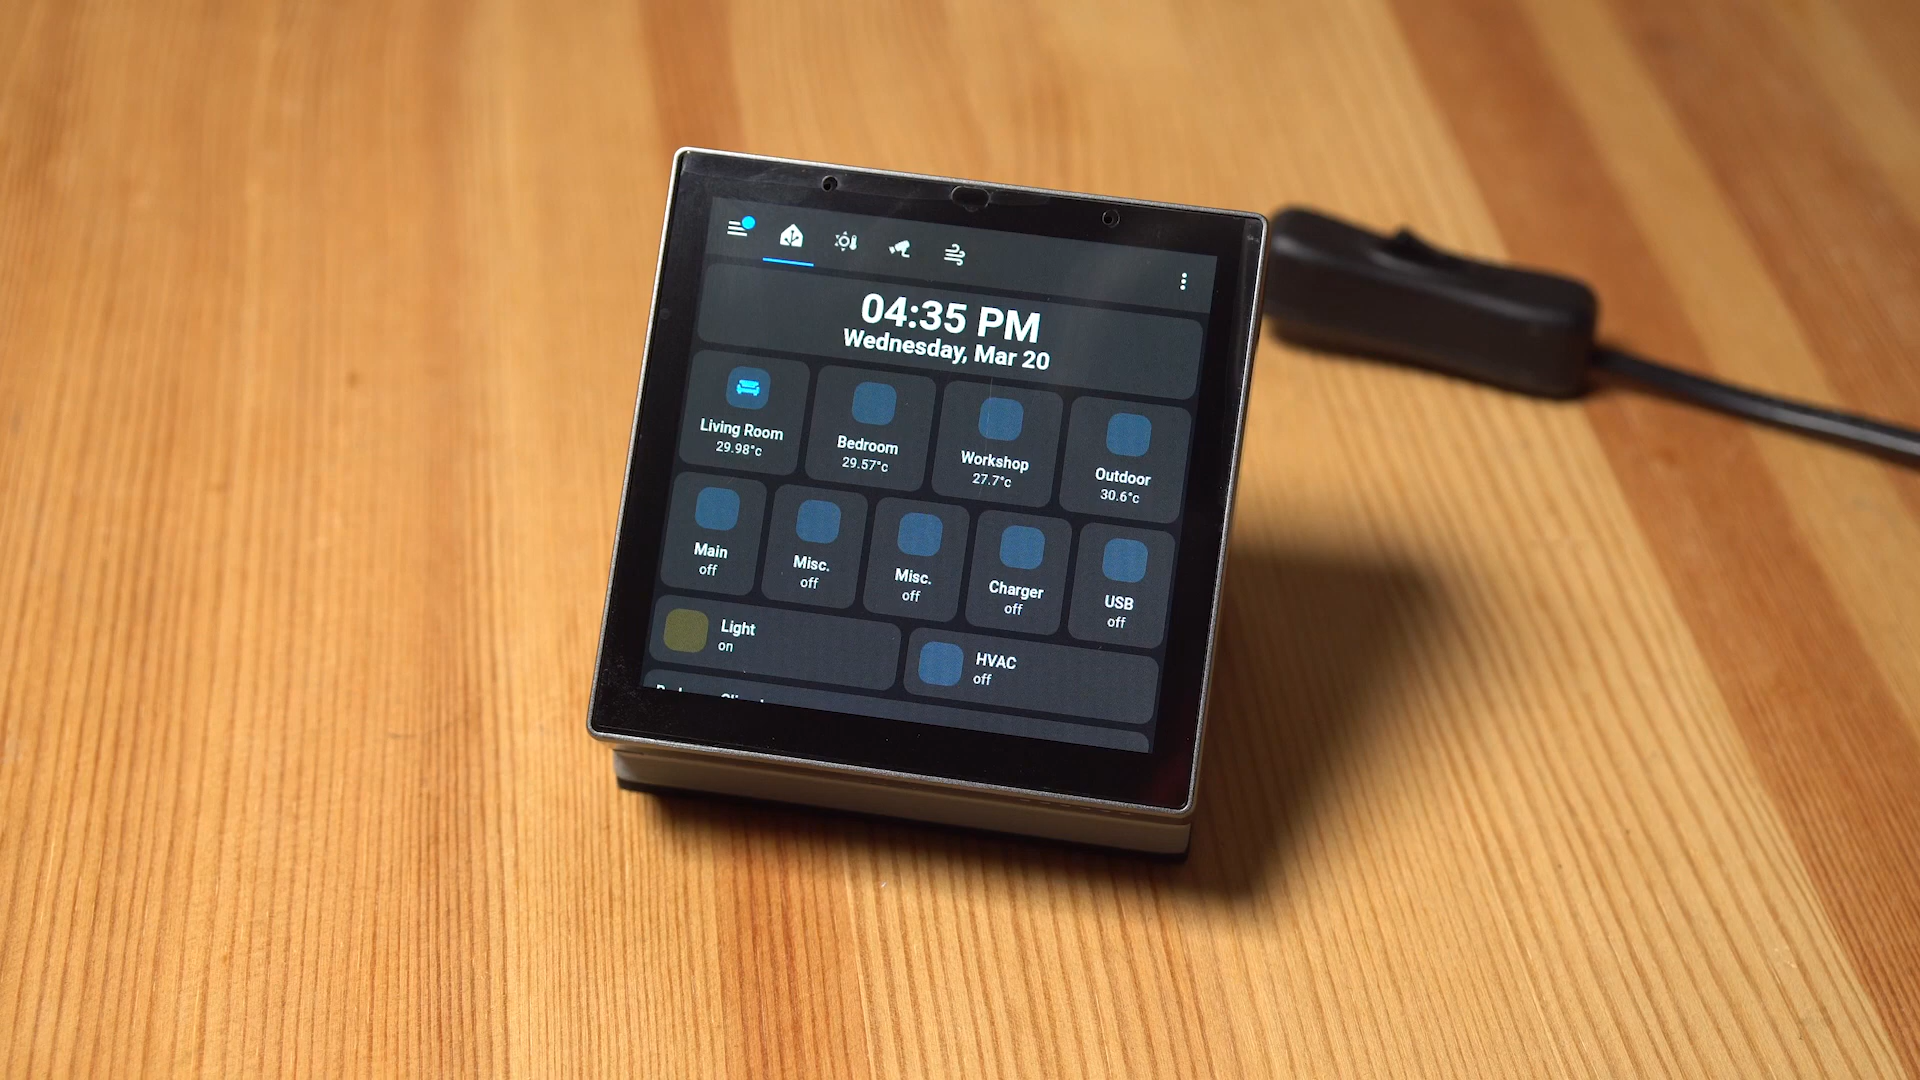 04:35 PM
Wednesday, Mar 20
Living Room
29.98°c
Bedroom
29.57°c
Workshop
27.7°c
Outdoor
30.6°c
Main
off
Misc.
off
Misc.
off
Charger
off
USB
off
Light
on
HVAC
off